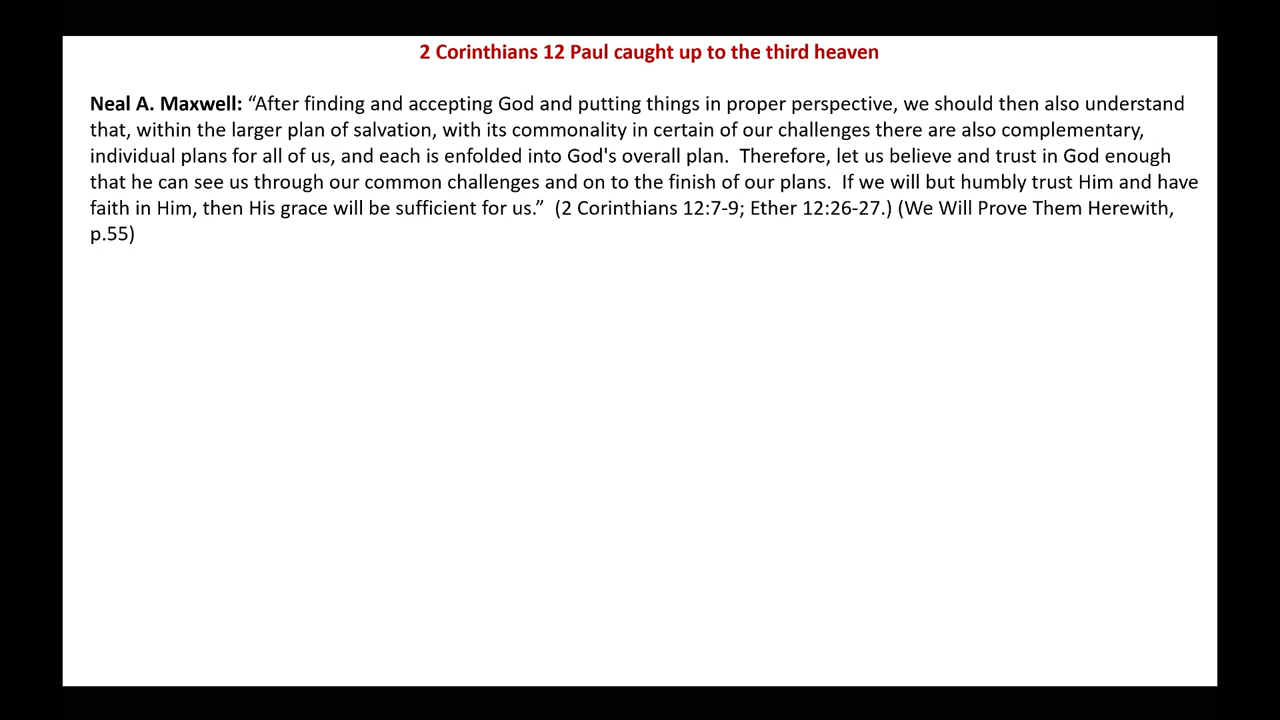 2 Corinthians 12 Paul caught up to the third heaven
Neal A. Maxwell: “After finding and accepting God and putting things in proper perspective, we should then also understand
that, within the larger plan of salvation, with its commonality in certain of our challenges there are also complementary,
individual plans for all of us, and each is enfolded into God's overall plan.  Therefore, let us believe and trust in God enough
that he can see us through our common challenges and on to the finish of our plans.  If we will but humbly trust Him and have
faith in Him, then His grace will be sufficient for us.”  (2 Corinthians 12:7-9; Ether 12:26-27.) (We Will Prove Them Herewith,
p.55)